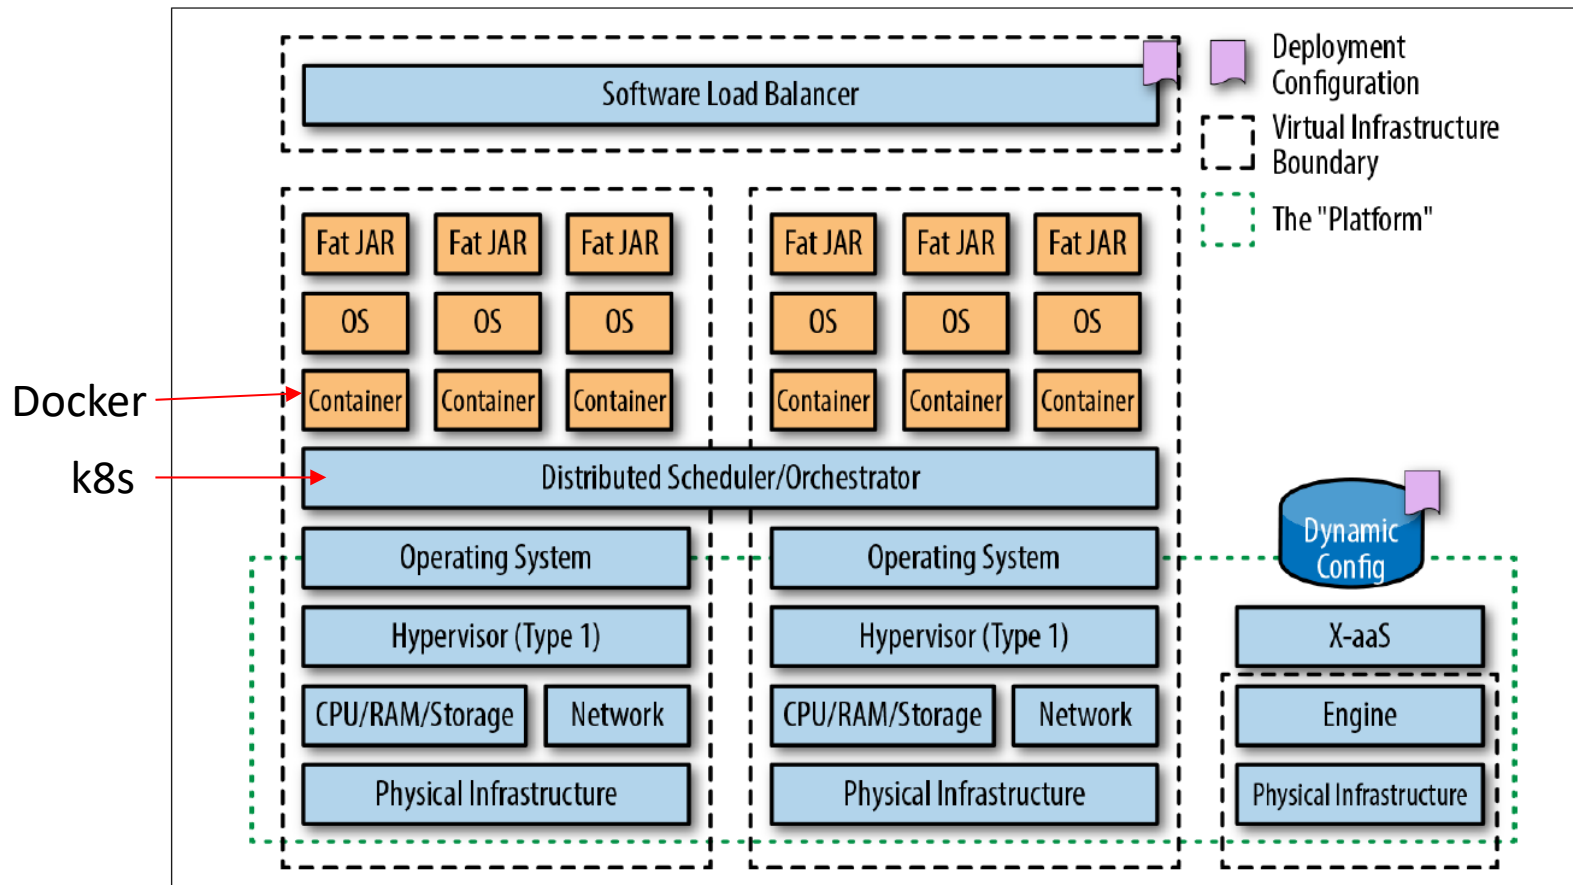 Software Load Balancer
Deployment
Configuration
Virtual Infrastructure
Boundary
The "Platform"
Fat JAR Fat JAR Fat JAR Fat JAR Fat JAR Fat JAR
OS OS OS OS OS OS
Docker
Container Container Container Container Container Container
k8s
Distributed Scheduler/Orchestrator
Dynamic
Config
Operating System Operating System
Hypervisor (Type 1) Hypervisor (Type 1) X-aaS
CPU/RAM/Storage Network CPU/RAM/Storage Network Engine
Physical Infrastructure Physical Infrastructure Physical Infrastructure